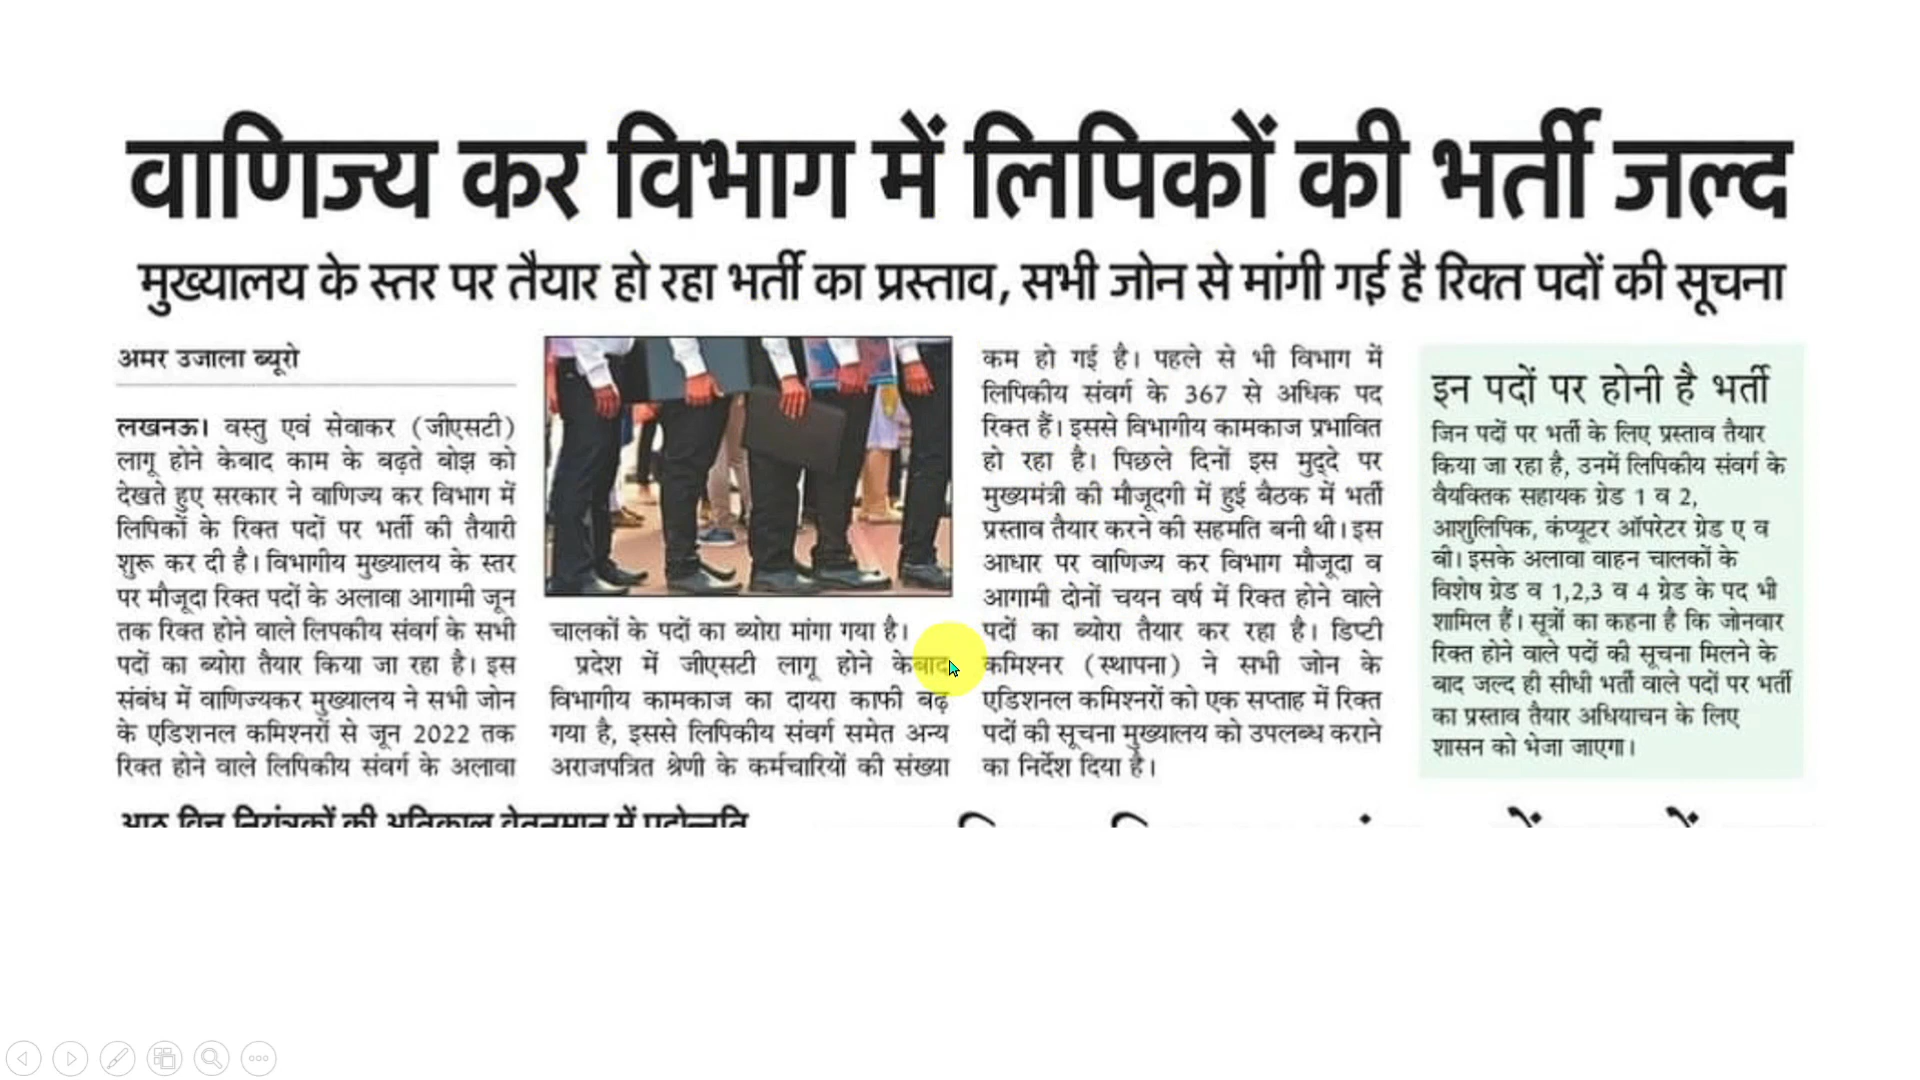 वाणिज्य कर विभाग में लिपिकों की भर्ती जल्द
मुख्यालय के स्तर पर तैयार हो रहा भर्ती का प्रस्ताव, सभी जोन से मांगी गई है रिक्त पदों की सूचना
अमर उजाला ब्यूरो
लखनऊ। वस्तु एवं सेवाकर (जीएसटी)
लागू होने केबाद काम के बढ़ते बोझ को
देखते हुए सरकार ने वाणिज्य कर विभाग में
लिपिकों के रिक्त पदों पर भर्ती की तैयारी
शुरू कर दी है। विभागीय मुख्यालय के स्तर
पर मौजूदा रिक्त पदों के अलावा आगामी जून
तक रिक्त होने वाले लिपकीय संवर्ग के सभी
पदों का ब्योरा तैयार किया जा रहा है। इस
संबंध में वाणिज्यकर मुख्यालय ने सभी जोन
के एडिशनल कमिश्नरों से जून 2022 तक
रिक्त होने वाले लिपिकीय संवर्ग के अलावा
चालकों के पदों का ब्योरा मांगा गया है।
प्रदेश में जीएसटी लागू होने केबाद
विभागीय कामकाज का दायरा काफी बढ़
गया है, इससे लिपिकीय संवर्ग समेत अन्य
अराजपत्रित श्रेणी के कर्मचारियों की संख्या
कम हो गई है। पहले से भी विभाग में
लिपिकीय संवर्ग के 367 से अधिक पद
रिक्त हैं। इससे विभागीय कामकाज प्रभावित
हो रहा है। पिछले दिनों इस मुद्दे पर
मुख्यमंत्री की मौजूदगी में हुई बैठक में भर्ती
प्रस्ताव तैयार करने की सहमति बनी थी। इस
आधार पर वाणिज्य कर विभाग मौजूदा व
आगामी दोनों चयन वर्ष में रिक्त होने वाले
पदों का ब्योरा तैयार कर रहा है। डिप्टी
कमिश्नर (स्थापना) ने सभी जोन के
एडिशनल कमिश्नरों को एक सप्ताह में रिक्त
पदों की सूचना मुख्यालय को उपलब्ध कराने
का निर्देश दिया है।
इन पदों पर होनी है भर्ती
जिन पदों पर भर्ती के लिए प्रस्ताव तैयार
किया जा रहा है, उनमें लिपिकीय संवर्ग के
वैयक्तिक सहायक ग्रेड 1 व 2,
आशुलिपिक, कंप्यूटर ऑपरेटर ग्रेड ए व
बी। इसके अलावा वाहन चालकों के
विशेष ग्रेड व 1,2,3 व 4 ग्रेड के पद भी
शामिल हैं। सूत्रों का कहना है कि जोनवार
रिक्त होने वाले पदों की सूचना मिलने के
बाद जल्द ही सीधी भर्ती वाले पदों पर भर्ती
का प्रस्ताव तैयार अधियाचन के लिए
शासन को भेजा जाएगा।
आठ वित्त नियंत्रकों की अतिकाल वेतनमान में पदोन्नति